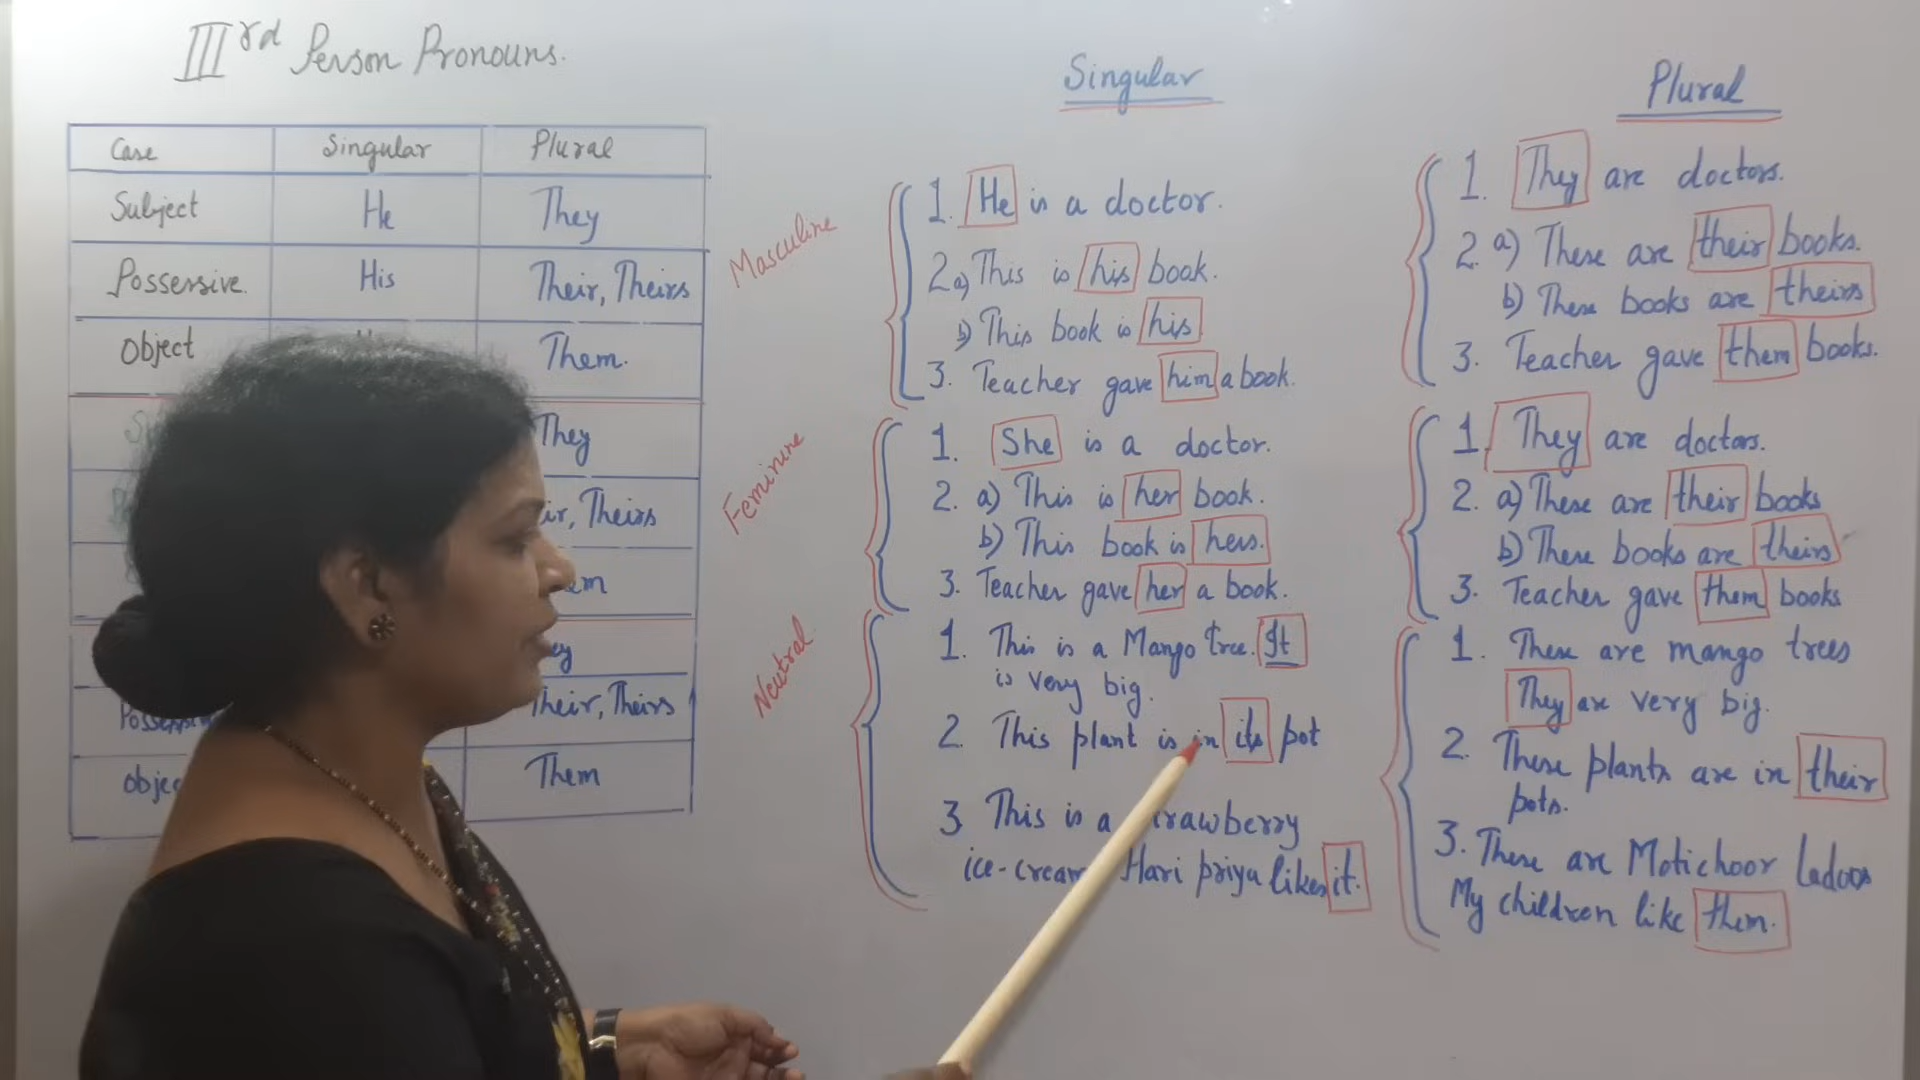 IIIrd Person Pronouns.
Case Singular Plural
Subject He They
Possessive. His Their, Theirs
Object Them.
They
Theirs
They
Their, Theirs
Them
Masculine
Feminine
Neutral
Singular
1. He is a doctor.
2a) This is his book.
b) This book is his
3. Teacher gave him a book.
1. She is a doctor.
2. a) This is her book.
b) This book is hers.
3. Teacher gave her a book.
1. This is a Mango tree. It
is very big.
2. This plant is in its pot
3 This is a
ice-cream Hari priya likes it.
Plural
1. They are doctors.
2. a) These are their books.
b) These books are theirs
3. Teacher gave them books.
1. They are doctors.
2. a) These are their books
b) These books are theirs
3. Teacher gave them books
1. These are mango trees
They are very big.
2. These plants are in their
pots.
3. These are Motichoor ladoos
My children like them.